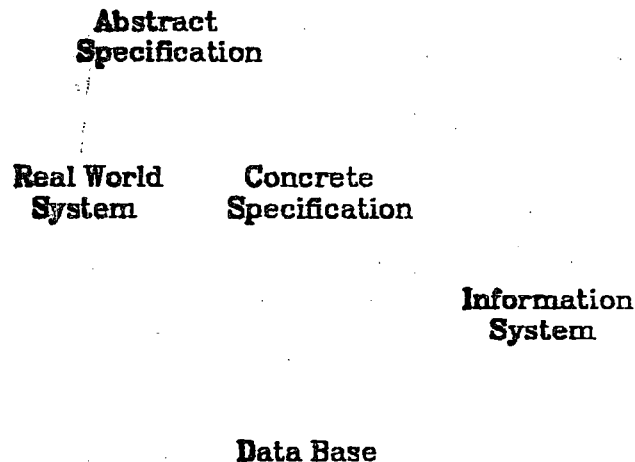 Abstract
Specification
Real World
System
Concrete
Specification
Information
System
Data Base